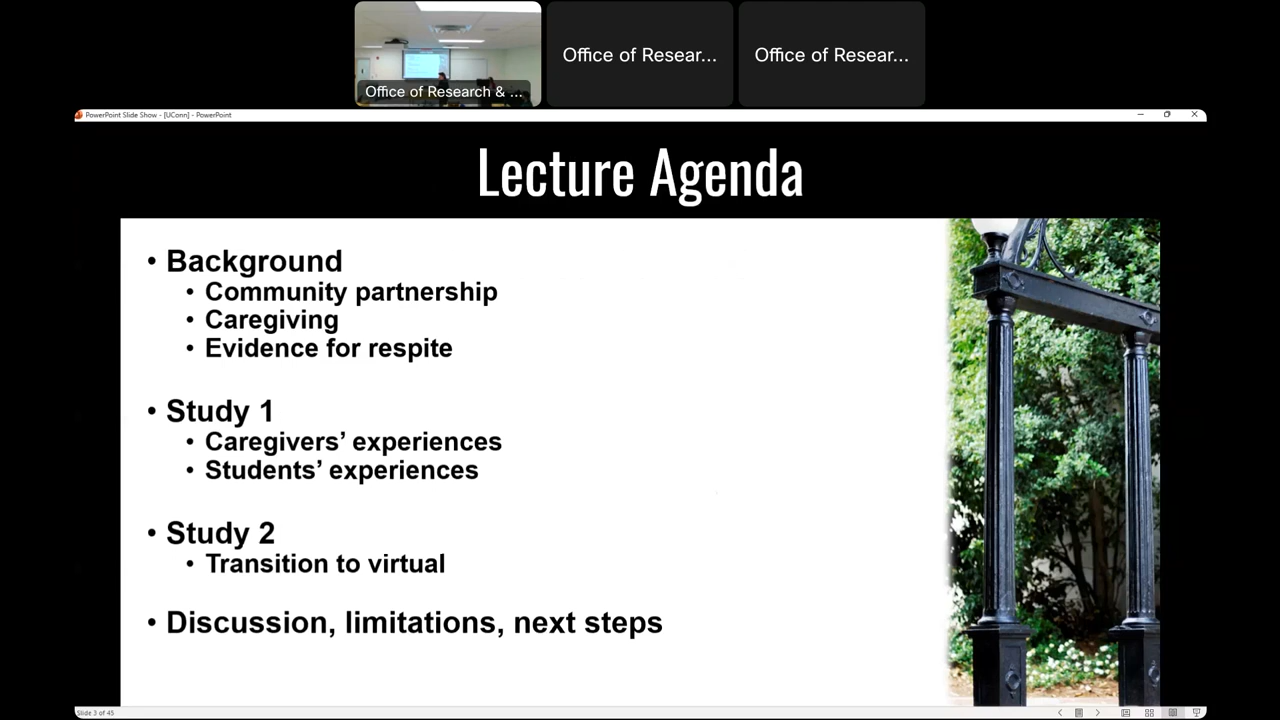 Office of Research & ...
Office of Resear...
Office of Resear...
PowerPoint Slide Show - [UConn] - PowerPoint
Lecture Agenda
• Background
• Community partnership
• Caregiving
• Evidence for respite
• Study 1
• Caregivers’ experiences
• Students’ experiences
• Study 2
• Transition to virtual
• Discussion, limitations, next steps
Slide 3 of 45